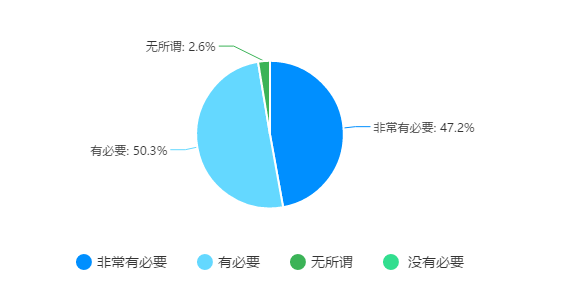 无所谓: 2.6%
非常有必要: 47.2%
有必要: 50.3%
非常有必要 有必要 无所谓 没有必要